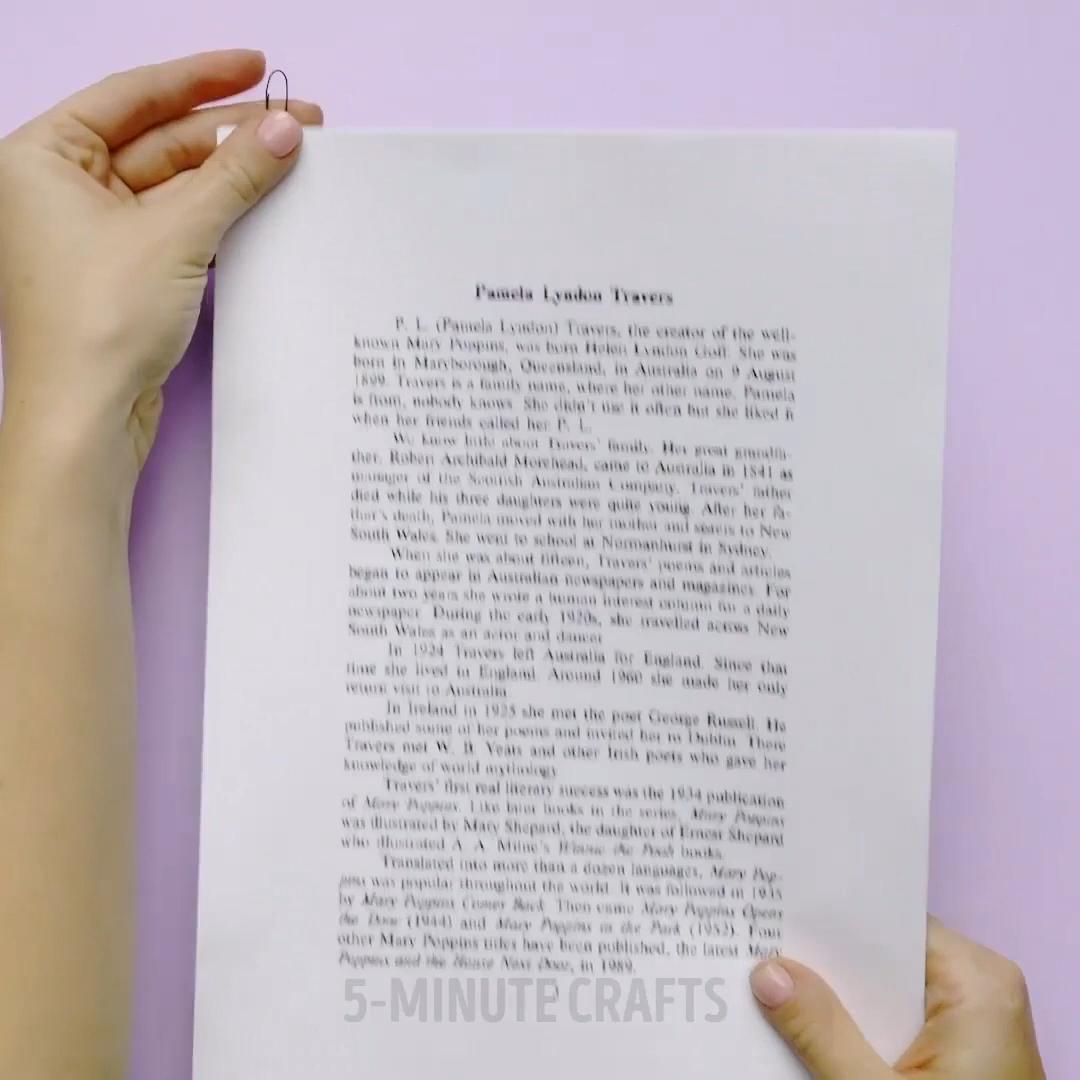 Pamela Lyndon Travers
P. L. (Pamela Lyndon) Travers, the creator of the well-
known Mary Poppins, was born Helen Lyndon Goff. She was
born in Maryborough, Queensland, in Australia on 9 August
1899. Travers is a family name, where her other name, Pamela
is from, nobody knows. She didn't use it often but she liked it
when her friends called her P. L.
We know little about Travers' family. Her great grandfa-
ther, Robert Archibald Morehead, came to Australia in 1841 as
manager of the Scottish Australian Company. Travers' father
died while his three daughters were quite young. After her fa-
ther's death, Pamela moved with her mother and sisters to New
South Wales. She went to school at Normanhurst in Sydney.
When she was about fifteen, Travers' poems and articles
began to appear in Australian newspapers and magazines. For
about two years she wrote a human interest column for a daily
newspaper. During the early 1920s, she travelled across New
South Wales as an actor and dancer.
In 1924 Travers left Australia for England. Since that
time she lived in England. Around 1960 she made her only
return visit to Australia.
In Ireland in 1925 she met the poet George Russell. He
published some of her poems and invited her to Dublin. There
Travers met W. B. Yeats and other Irish poets who gave her
knowledge of world mythology.
Travers' first real literary success was the 1934 publication
of Mary Poppins. Like later books in the series, Mary Poppins
was illustrated by Mary Shepard, the daughter of Ernest Shepard
who illustrated A. A. Milne's Winnie the Pooh books.
Translated into more than a dozen languages, Mary Pop-
pins was popular throughout the world. It was followed in 1935
by Mary Poppins Comes Back. Then came Mary Poppins Opens
the Door (1944) and Mary Poppins in the Park (1952). Four
other Mary Poppins titles have been published, the latest Mary
Poppins and the House Next Door, in 1989.
5-MINUTE CRAFTS